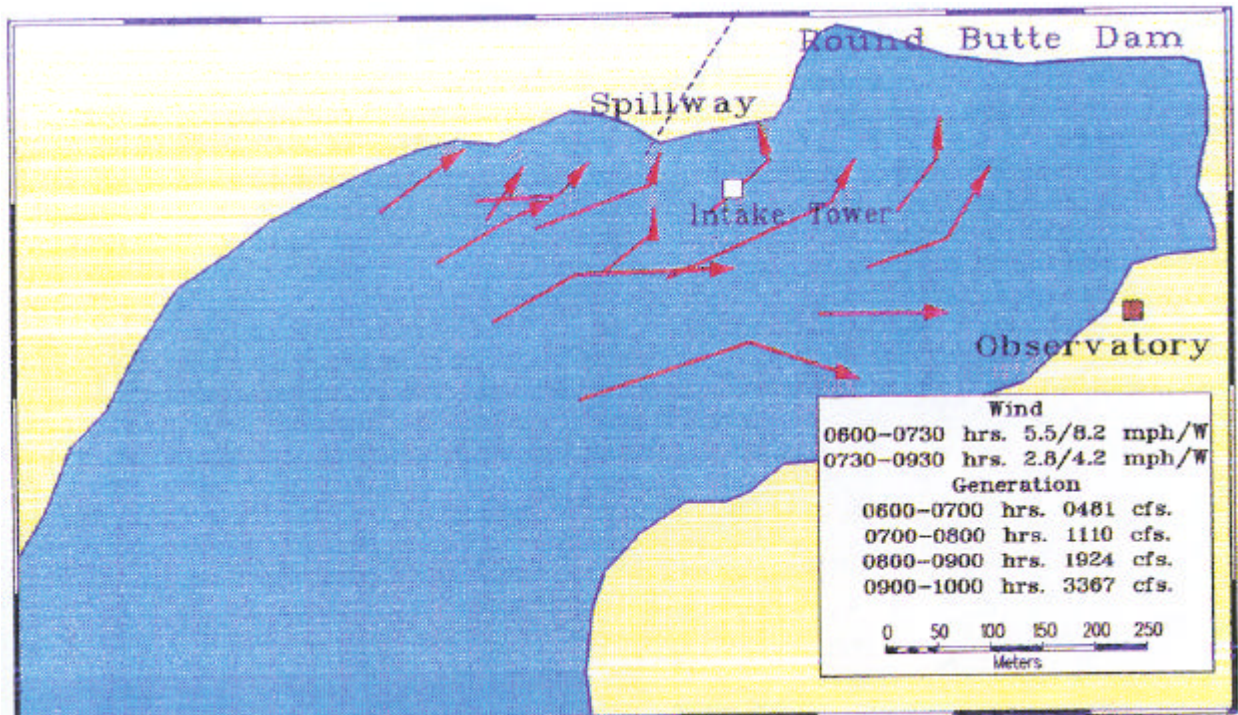 Round Butte Dam
Spillway
Intake Tower
Observatory
Wind
0600-0730 hrs. 5.5/8.2 mph/W
0730-0930 hrs. 2.8/4.2 mph/W
Generation
0600-0700 hrs. 0481 cfs.
0700-0800 hrs. 1110 cfs.
0800-0900 hrs. 1924 cfs.
0900-1000 hrs. 3367 cfs.
0 50 100 150 200 250
Meters